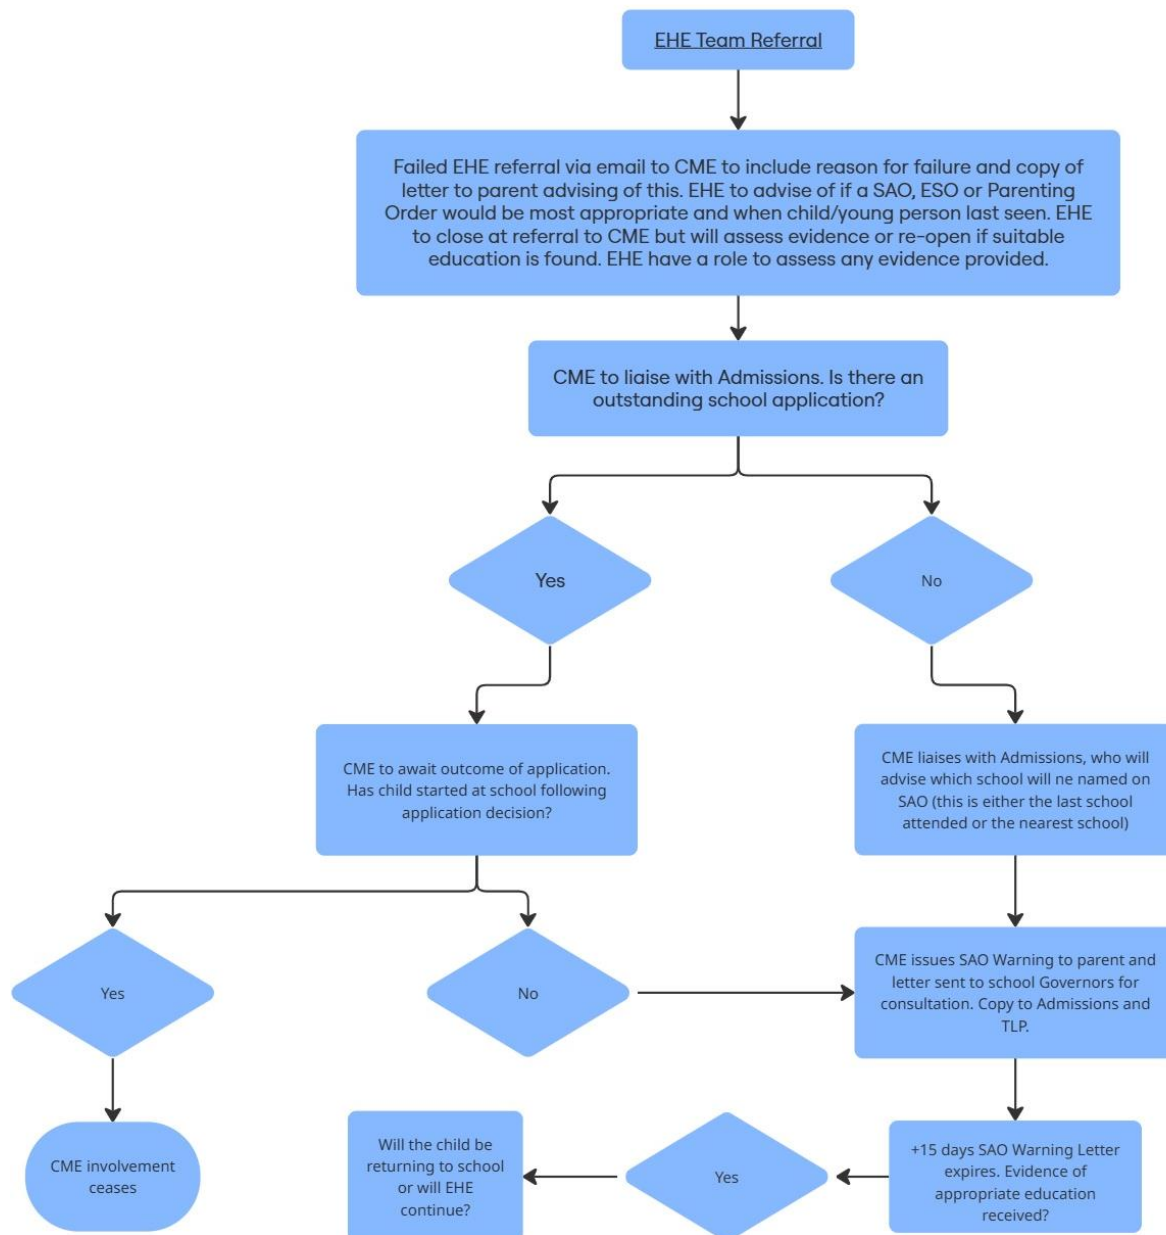 EHE Team Referral
Failed EHE referral via email to CME to include reason for failure and copy of
letter to parent advising of this. EHE to advise of if a SAO, ESO or Parenting
Order would be most appropriate and when child/young person last seen. EHE
to close at referral to CME but will assess evidence or re-open if suitable
education is found. EHE have a role to assess any evidence provided.
CME to liaise with Admissions. Is there an
outstanding school application?
Yes
No
CME to await outcome of application.
Has child started at school following
application decision?
CME liaises with Admissions, who will
advise which school will ne named on
SAO (this is either the last school
attended or the nearest school)
Yes
No
CME issues SAO Warning to parent and
letter sent to school Governors for
consultation. Copy to Admissions and
TLP.
CME involvement
ceases
Will the child be
returning to school
or will EHE
continue?
Yes
+15 days SAO Warning Letter
expires. Evidence of
appropriate education
received?